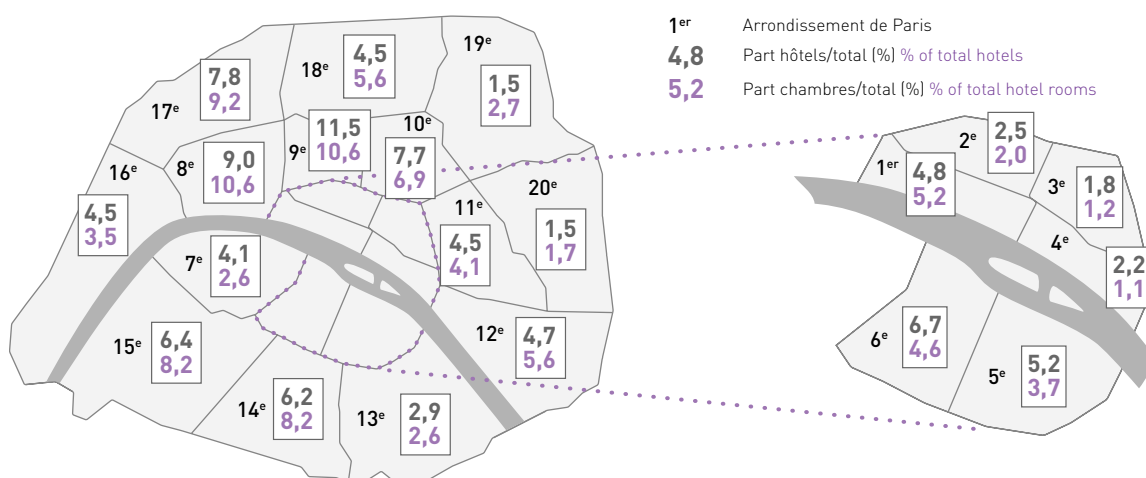 1er Arrondissement de Paris
4,8 Part hôtels/total (%) % of total hotels
5,2 Part chambres/total (%) % of total hotel rooms
17e
7,8
9,2
18e
4,5
5,6
19e
1,5
2,7
16e
4,5
3,5
8e
9,0
10,6
9e
11,5
10,6
10e
7,7
6,9
20e
1,5
1,7
11e
4,5
4,1
7e
4,1
2,6
15e
6,4
8,2
14e
6,2
8,2
13e
2,9
2,6
12e
4,7
5,6
1er
4,8
5,2
2e
2,5
2,0
3e
1,8
1,2
4e
2,2
1,1
6e
6,7
4,6
5e
5,2
3,7